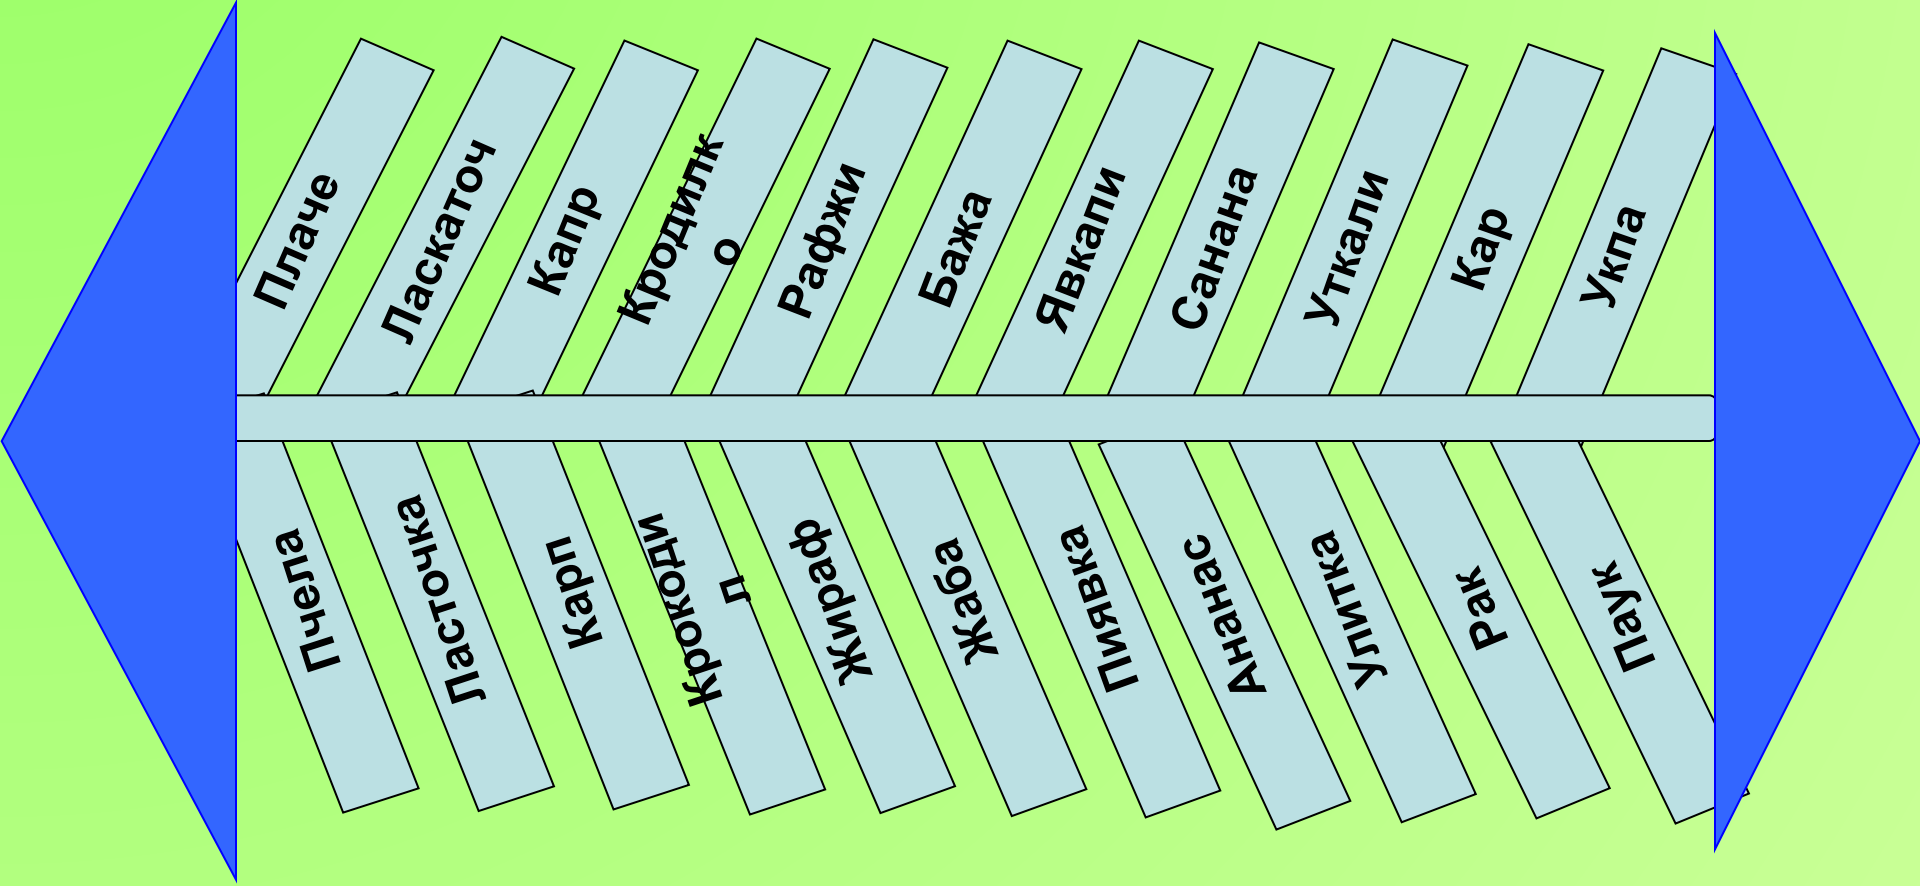 Плаче
Ласкаточ
Капр
Кродилк
о
Рафжи
Бажа
Явкапи
Санана
Уткали
Кар
Укпа
Пчела
Ласточка
Карп
Крокоди
л
Жираф
Жаба
Пиявка
Ананас
Улитка
Рак
Паук